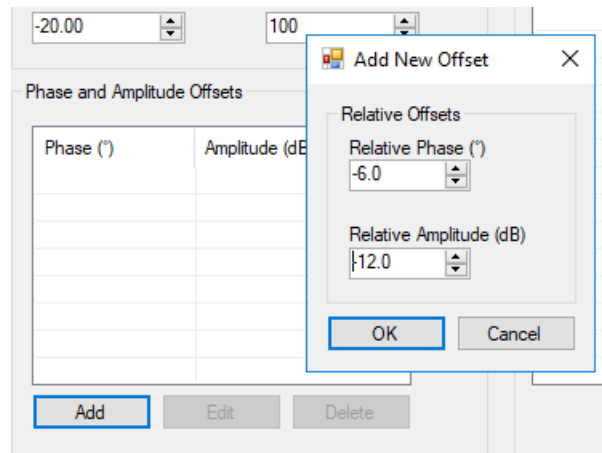 -20.00
100
Add New Offset
Phase and Amplitude Offsets
Relative Offsets
Phase (°)
Amplitude (dB
Relative Phase (°)
-6.0
Relative Amplitude (dB)
-12.0
OK
Cancel
Add
Edit
Delete